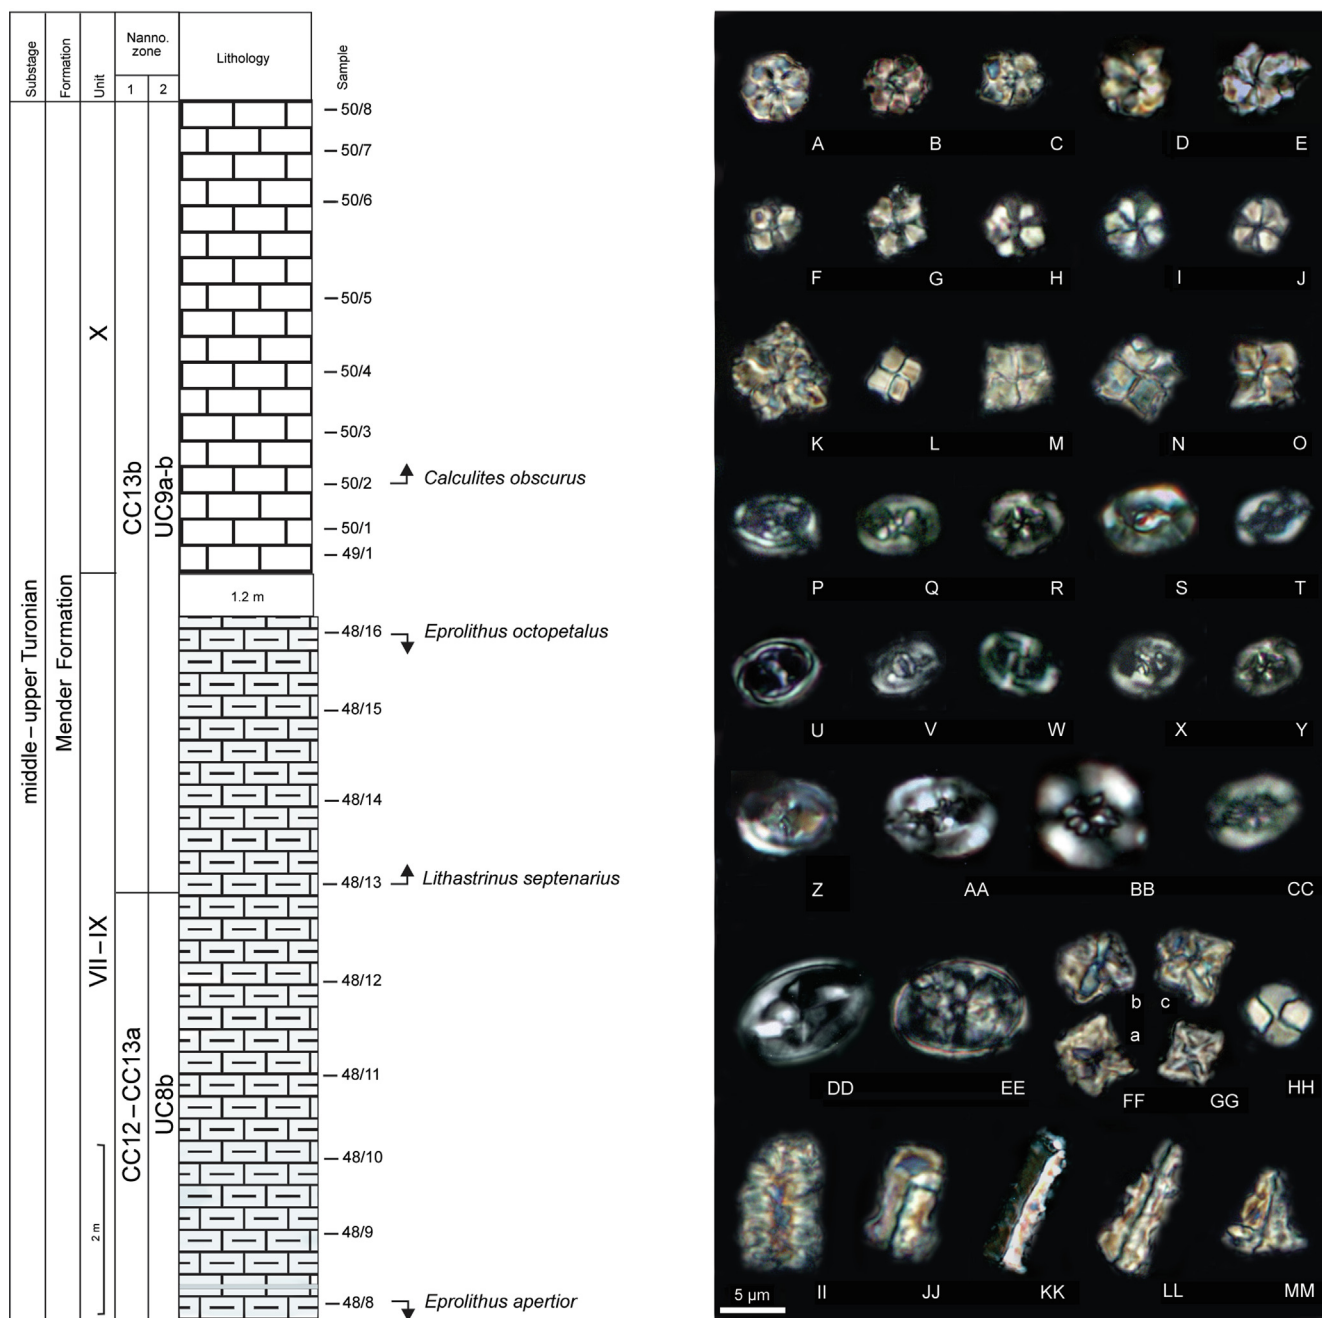 Substage
Formation
Unit
Nanno.
zone
1 2
Lithology
Sample
middle–upper Turonian
Mender Formation
X
VII–IX
CC13b
UC9a-b
CC12–CC13a
UC8b
2 m
1.2 m
50/8
50/7
50/6
50/5
50/4
50/3
50/2 Calculites obscurus
50/1
49/1
48/16 Eprolithus octopetalus
48/15
48/14
48/13 Lithastrinus septenarius
48/12
48/11
48/10
48/9
48/8 Eprolithus apertior
A B C D E
F G H I J
K L M N O
P Q R S T
U V W X Y
Z AA BB CC
b c
a
DD EE FF GG HH
II JJ KK LL MM
5 µm